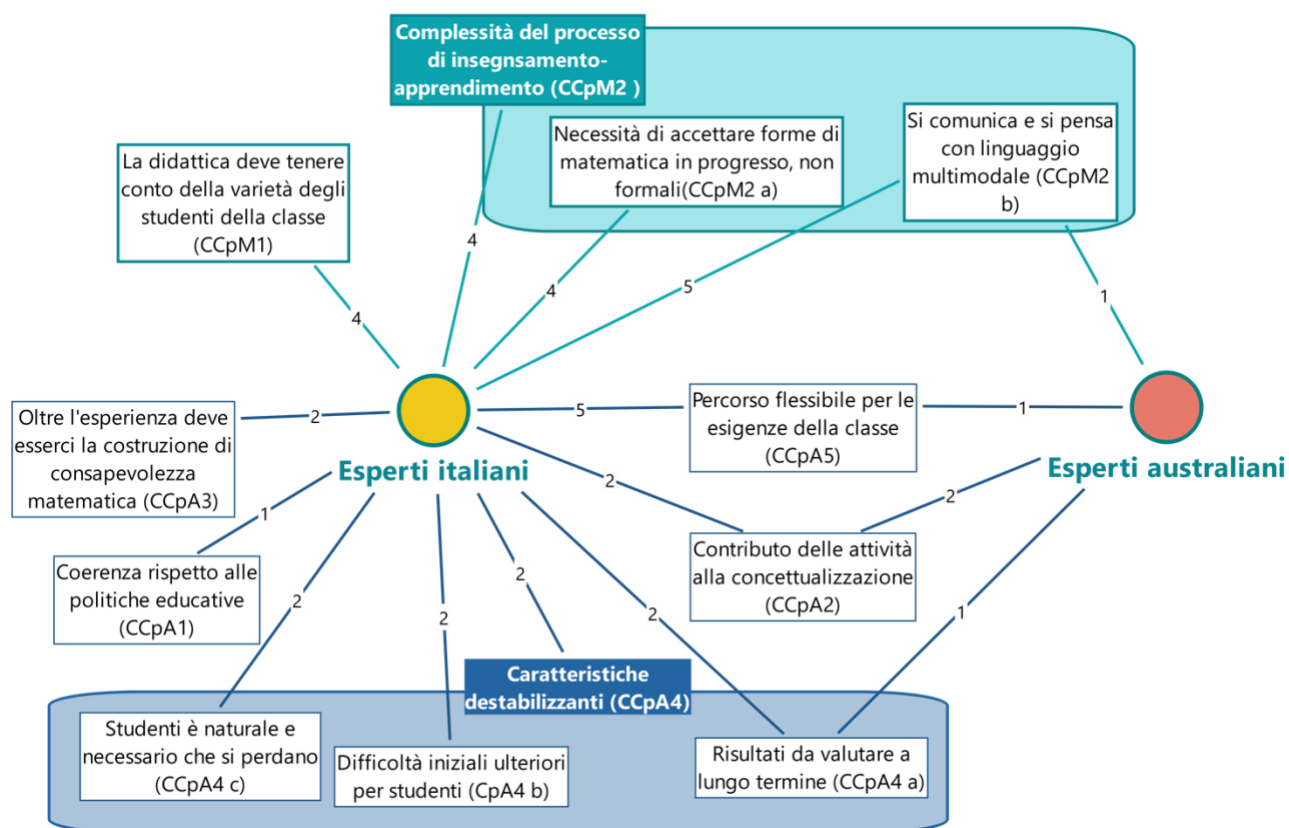 Complessità del processo
di insegnsamento-
apprendimento (CCpM2 )
Necessità di accettare forme di
matematica in progresso, non
formali(CCpM2 a)
Si comunica e si pensa
con linguaggio
multimodale (CCpM2
b)
La didattica deve tenere
conto della varietà degli
studenti della classe
(CCpM1)
4
4
4
5
1
Oltre l'esperienza deve
esserci la costruzione di
consapevolezza
matematica (CCpA3)
2
Esperti italiani
5
Percorso flessibile per le
esigenze della classe
(CCpA5)
1
Esperti australiani
1
2
2
Coerenza rispetto alle
politiche educative
(CCpA1)
Contributo delle attività
alla concettualizzazione
(CCpA2)
2
2
2
2
1
Caratteristiche
destabilizzanti (CCpA4)
Studenti è naturale e
necessario che si perdano
(CCpA4 c)
Difficoltà iniziali ulteriori
per studenti (CpA4 b)
Risultati da valutare a
lungo termine (CCpA4 a)